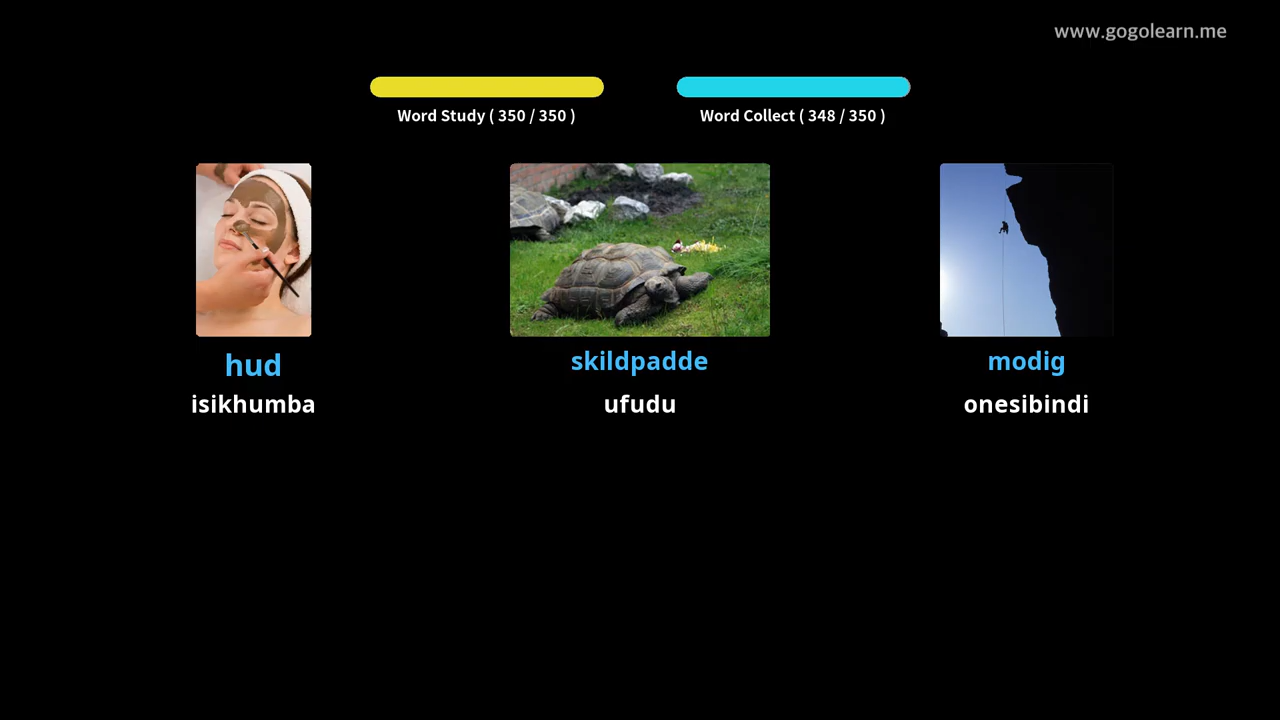 www.gogolearn.me
Word Study ( 350 / 350 )
Word Collect ( 348 / 350 )
hud
isikhumba
skildpadde
ufudu
modig
onesibindi